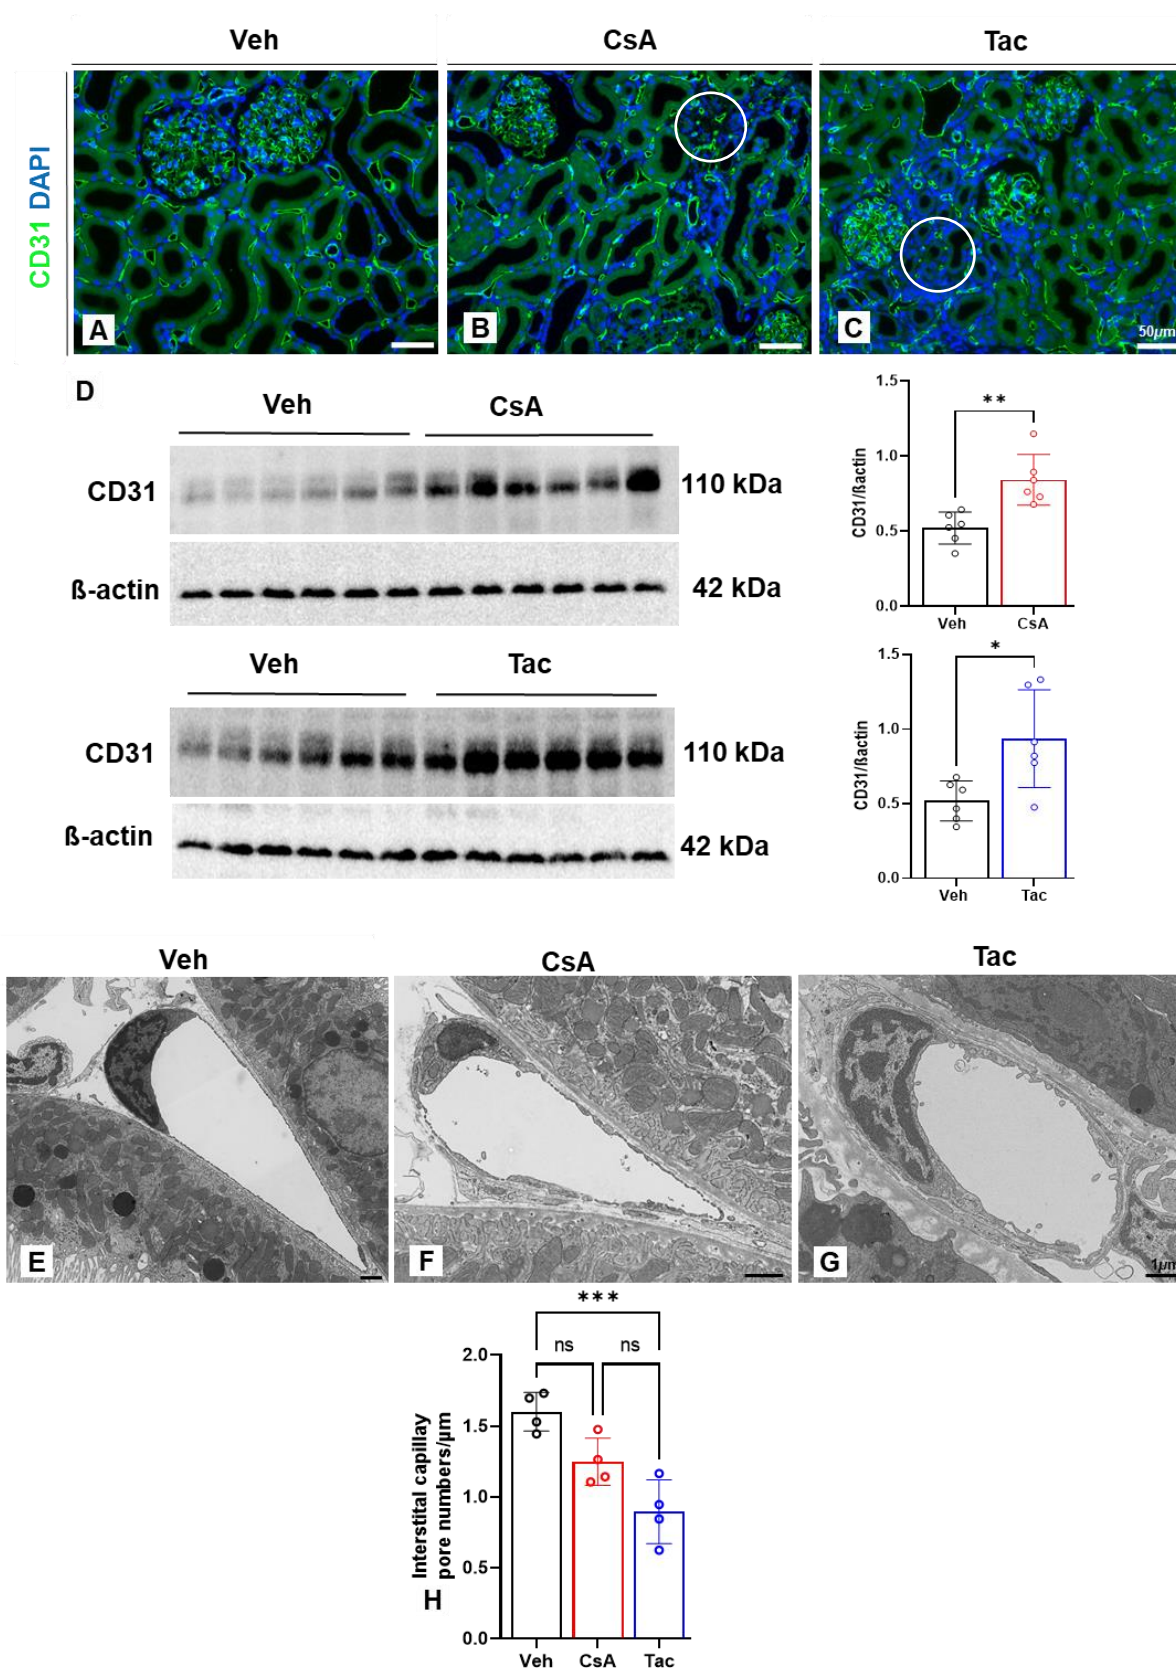 Veh CsA Tac
CD31 DAPI
A B C
50µm
D
Veh CsA
CD31 110 kDa
ß-actin 42 kDa
1.5
1.0
0.5
0.0
CD31/ßactin
**
Veh CsA
Veh Tac
CD31 110 kDa
ß-actin 42 kDa
1.5
1.0
0.5
0.0
CD31/ßactin
*
Veh Tac
Veh CsA Tac
E F G
1µm
***
ns ns
2.0
1.5
1.0
0.5
0.0
Interstital capillay
pore numbers/µm
H
Veh CsA Tac